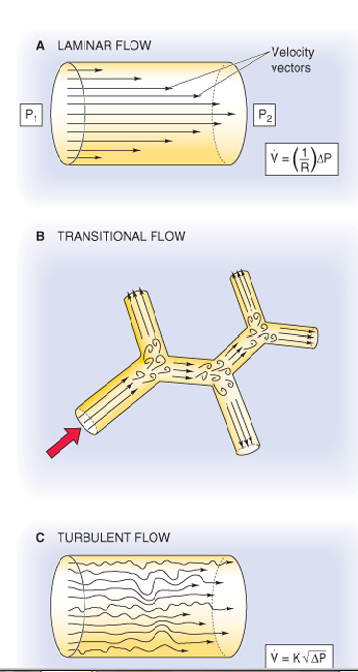 A LAMINAR FLOW
Velocity
vectors
P₁
P₂
V̇ = (1/R)ΔP
B TRANSITIONAL FLOW
C TURBULENT FLOW
V̇ = K√ΔP